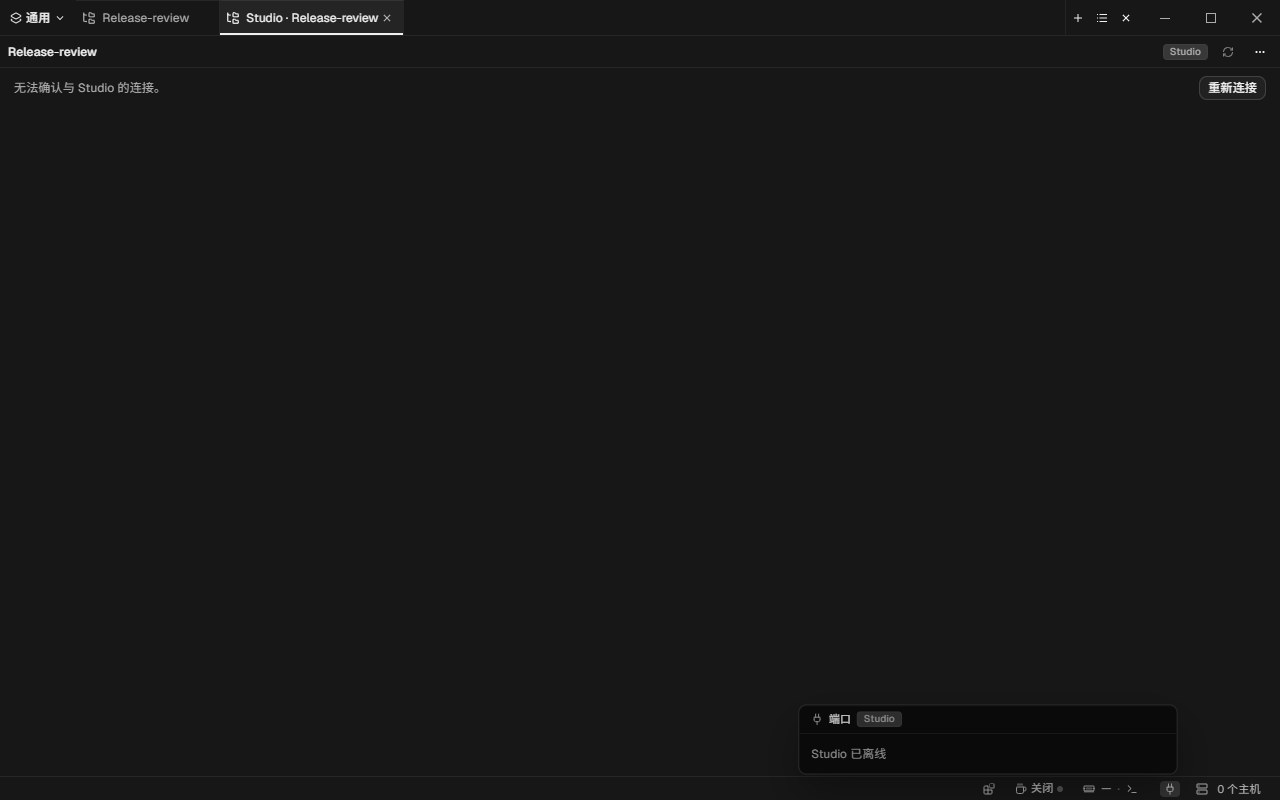 通用
Release-review
Studio · Release-review
Release-review
Studio
无法确认与 Studio 的连接。
重新连接
端口 Studio
Studio 已离线
关闭
0 个主机